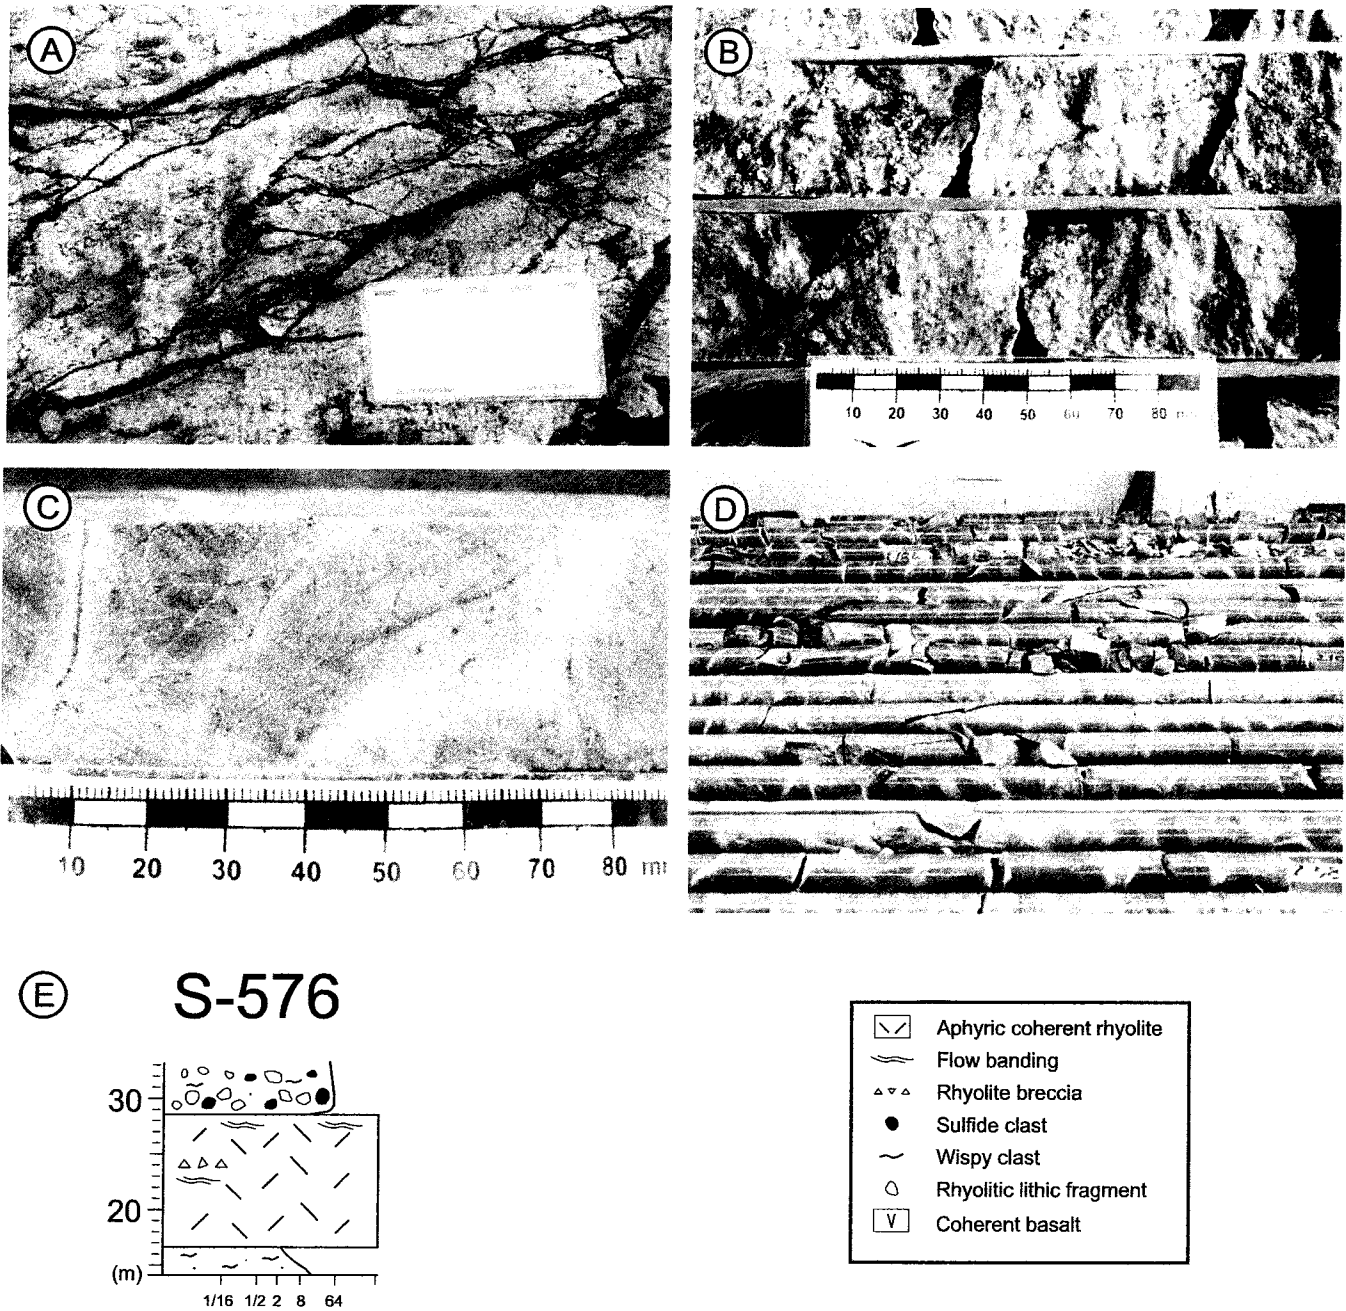 A
B
10 20 30 40 50 60 70 80
C
10 20 30 40 50 60 70 80
D
E
S-576
30
20
(m)
1/16 1/2 2 8 64
Aphyric coherent rhyolite
Flow banding
Rhyolite breccia
Sulfide clast
Wispy clast
Rhyolitic lithic fragment
V Coherent basalt